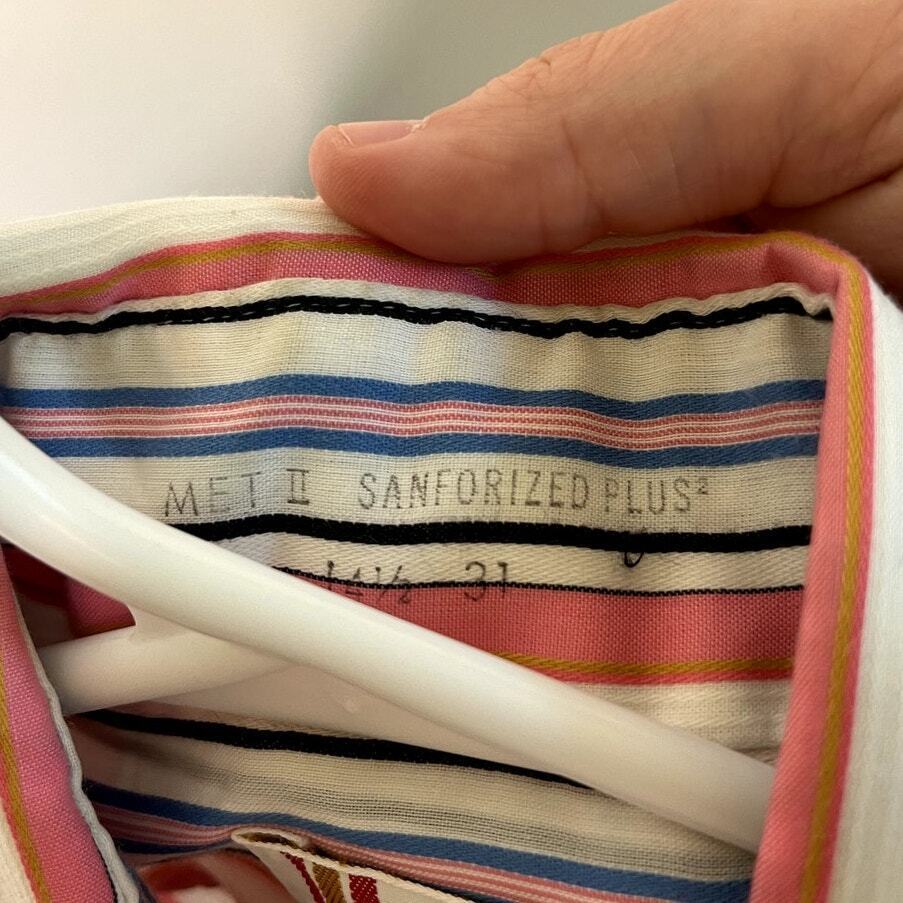 MET II SANFORIZED PLUS²
14½ 31